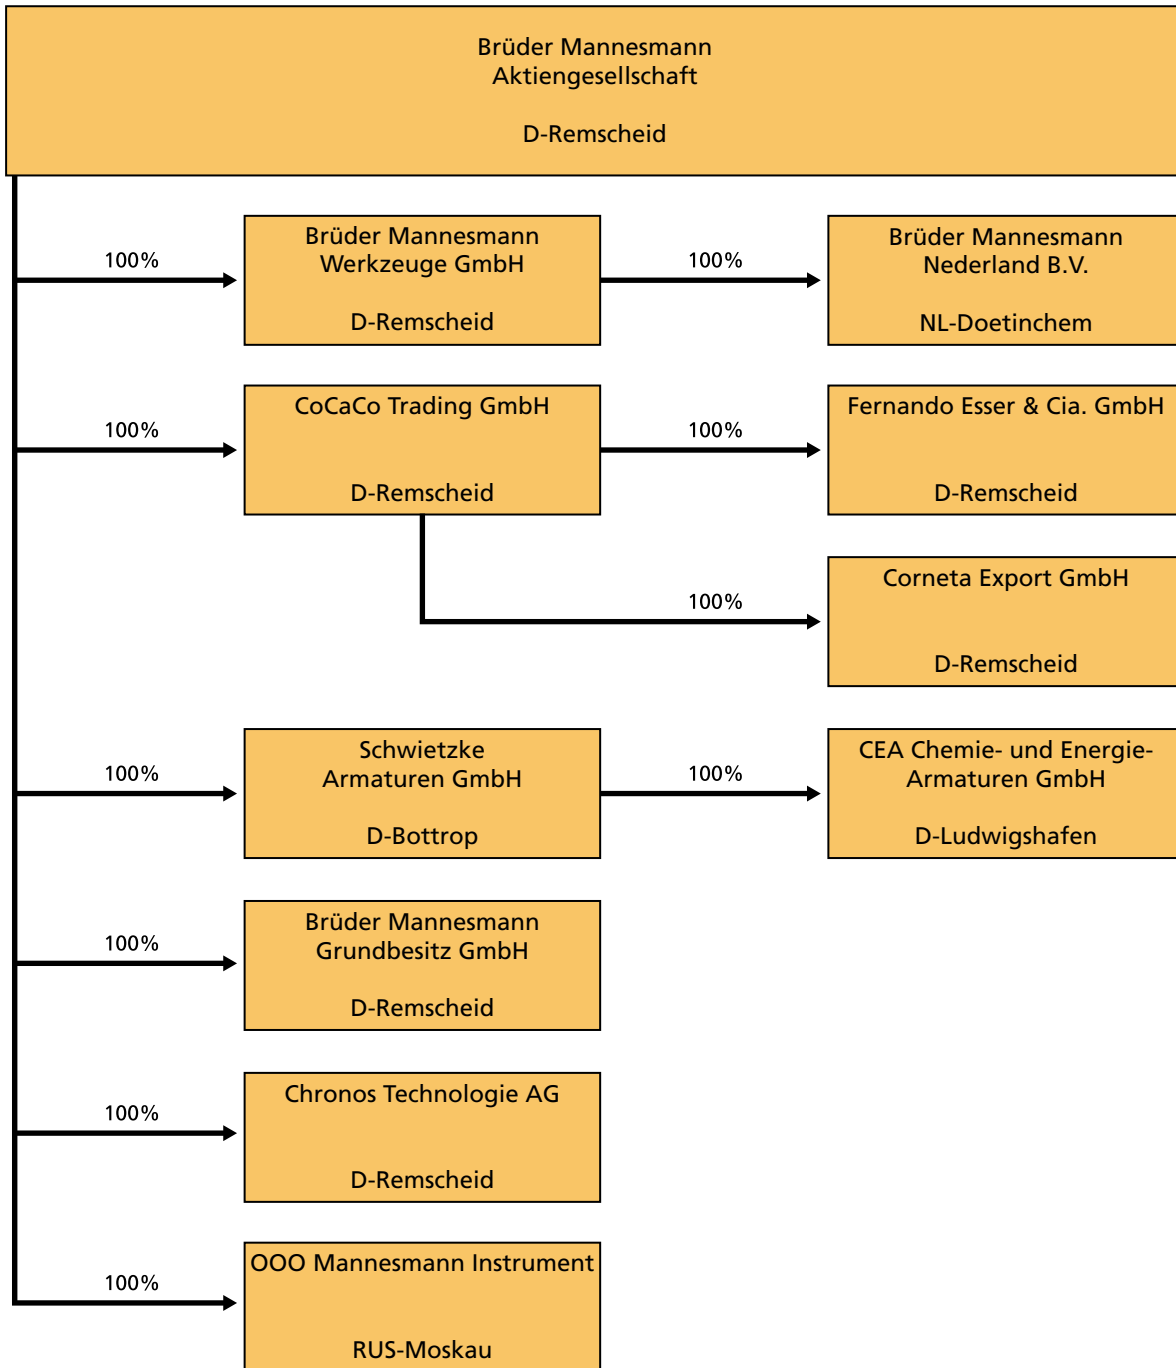 Brüder Mannesmann
Aktiengesellschaft
D-Remscheid
100%
Brüder Mannesmann
Werkzeuge GmbH
D-Remscheid
100%
Brüder Mannesmann
Nederland B.V.
NL-Doetinchem
100%
CoCaCo Trading GmbH
D-Remscheid
100%
Fernando Esser & Cia. GmbH
D-Remscheid
100%
Corneta Export GmbH
D-Remscheid
100%
Schwietzke
Armaturen GmbH
D-Bottrop
100%
CEA Chemie- und Energie-
Armaturen GmbH
D-Ludwigshafen
100%
Brüder Mannesmann
Grundbesitz GmbH
D-Remscheid
100%
Chronos Technologie AG
D-Remscheid
100%
OOO Mannesmann Instrument
RUS-Moskau